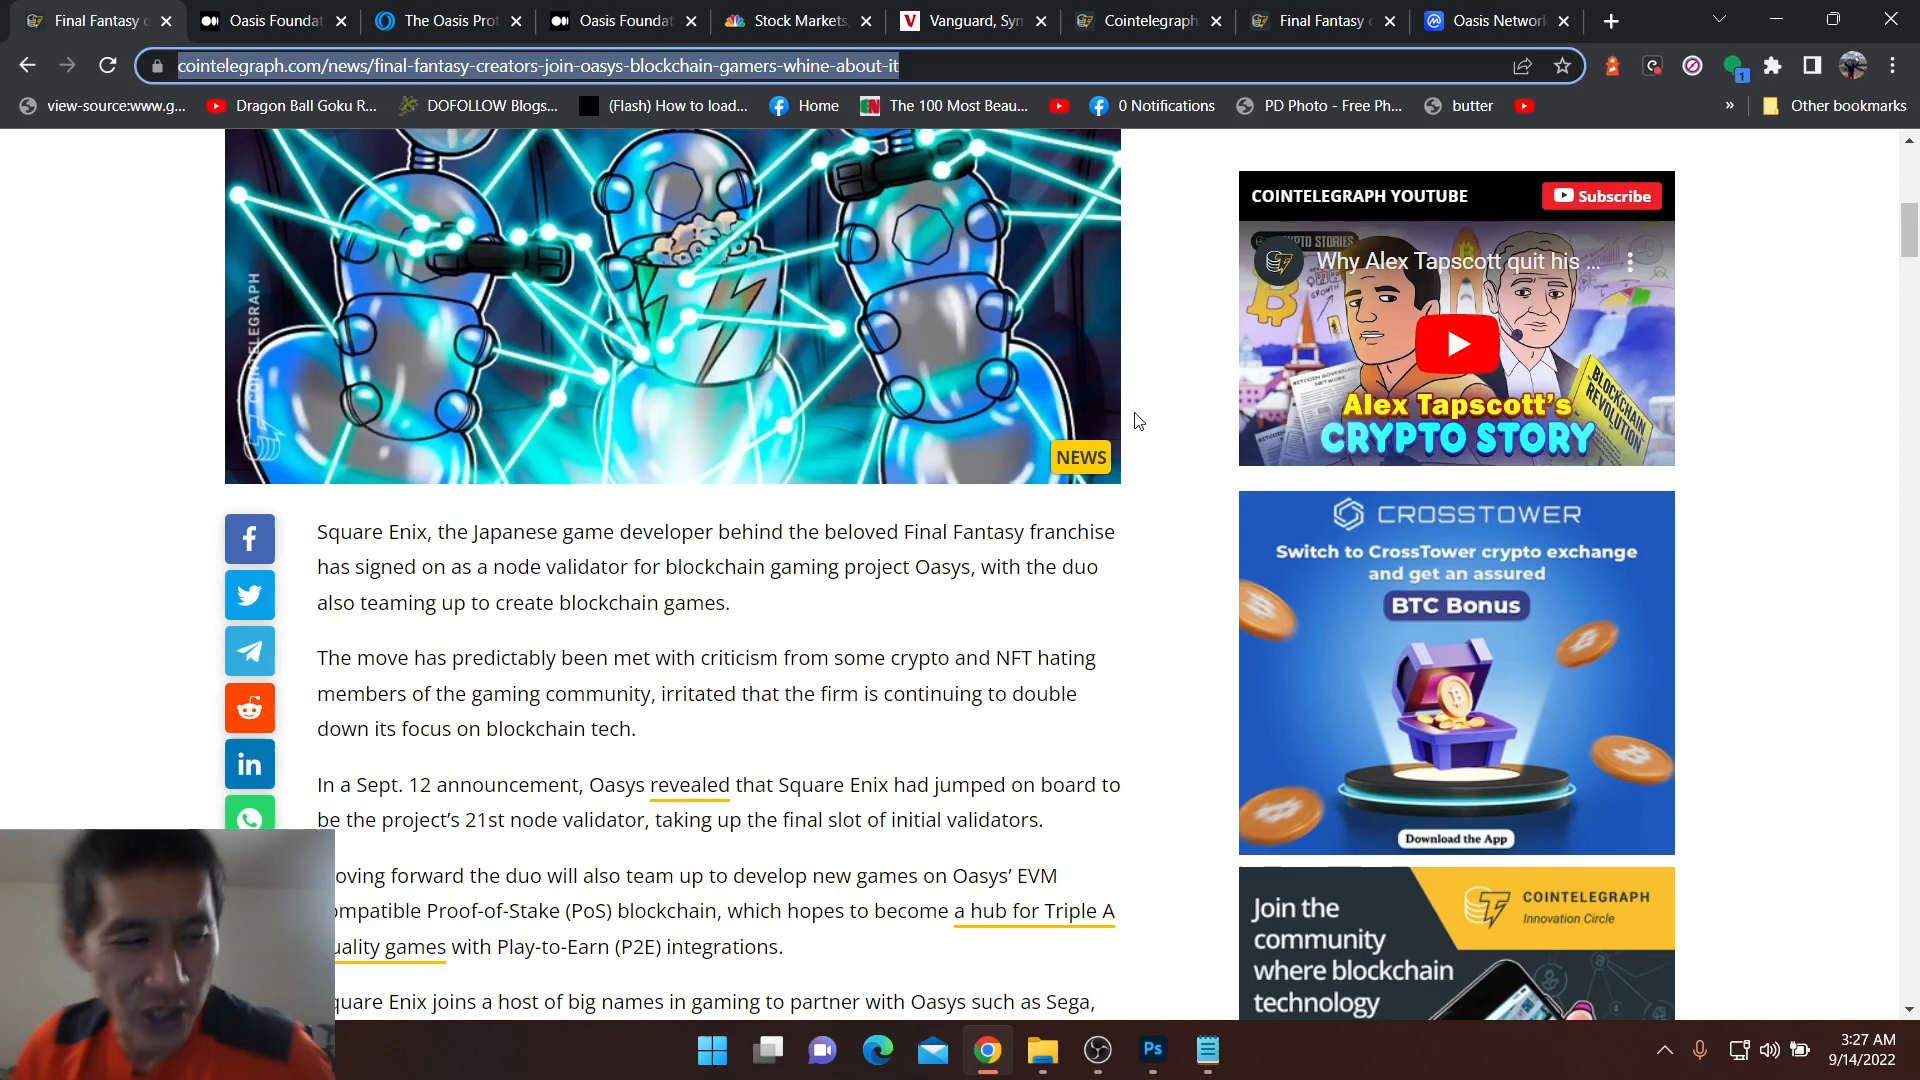 Final Fantasy c
Oasis Foundat
The Oasis Prot
Oasis Foundat
Stock Markets,
Vanguard, Sym
Cointelegraph
Final Fantasy c
Oasis Network
cointelegraph.com/news/final-fantasy-creators-join-oasys-blockchain-gamers-whine-about-it
1
view-source:www.g...
Dragon Ball Goku R...
DOFOLLOW Blogs...
(Flash) How to load...
Home
The 100 Most Beau...
0 Notifications
PD Photo - Free Ph...
butter
»
Other bookmarks
COINTELEGRAPH
NEWS
Square Enix, the Japanese game developer behind the beloved Final Fantasy franchise
has signed on as a node validator for blockchain gaming project Oasys, with the duo
also teaming up to create blockchain games.
The move has predictably been met with criticism from some crypto and NFT hating
members of the gaming community, irritated that the firm is continuing to double
down its focus on blockchain tech.
In a Sept. 12 announcement, Oasys revealed that Square Enix had jumped on board to
be the project's 21st node validator, taking up the final slot of initial validators.
oving forward the duo will also team up to develop new games on Oasys' EVM
ompatible Proof-of-Stake (PoS) blockchain, which hopes to become a hub for Triple A
uality games with Play-to-Earn (P2E) integrations.
quare Enix joins a host of big names in gaming to partner with Oasys such as Sega,
COINTELEGRAPH YOUTUBE
Subscribe
CRYPTO STORIES
Why Alex Tapscott quit his ...
BITCOIN GOVERNANCE
NETWORK
BLOCKCHAIN
REVOLUTION
Alex Tapscott's
CRYPTO STORY
CROSSTOWER
Switch to CrossTower crypto exchange
and get an assured
BTC Bonus
Download the App
Join the
community
where blockchain
technology
COINTELEGRAPH
Innovation Circle
Ps
3:27 AM
9/14/2022